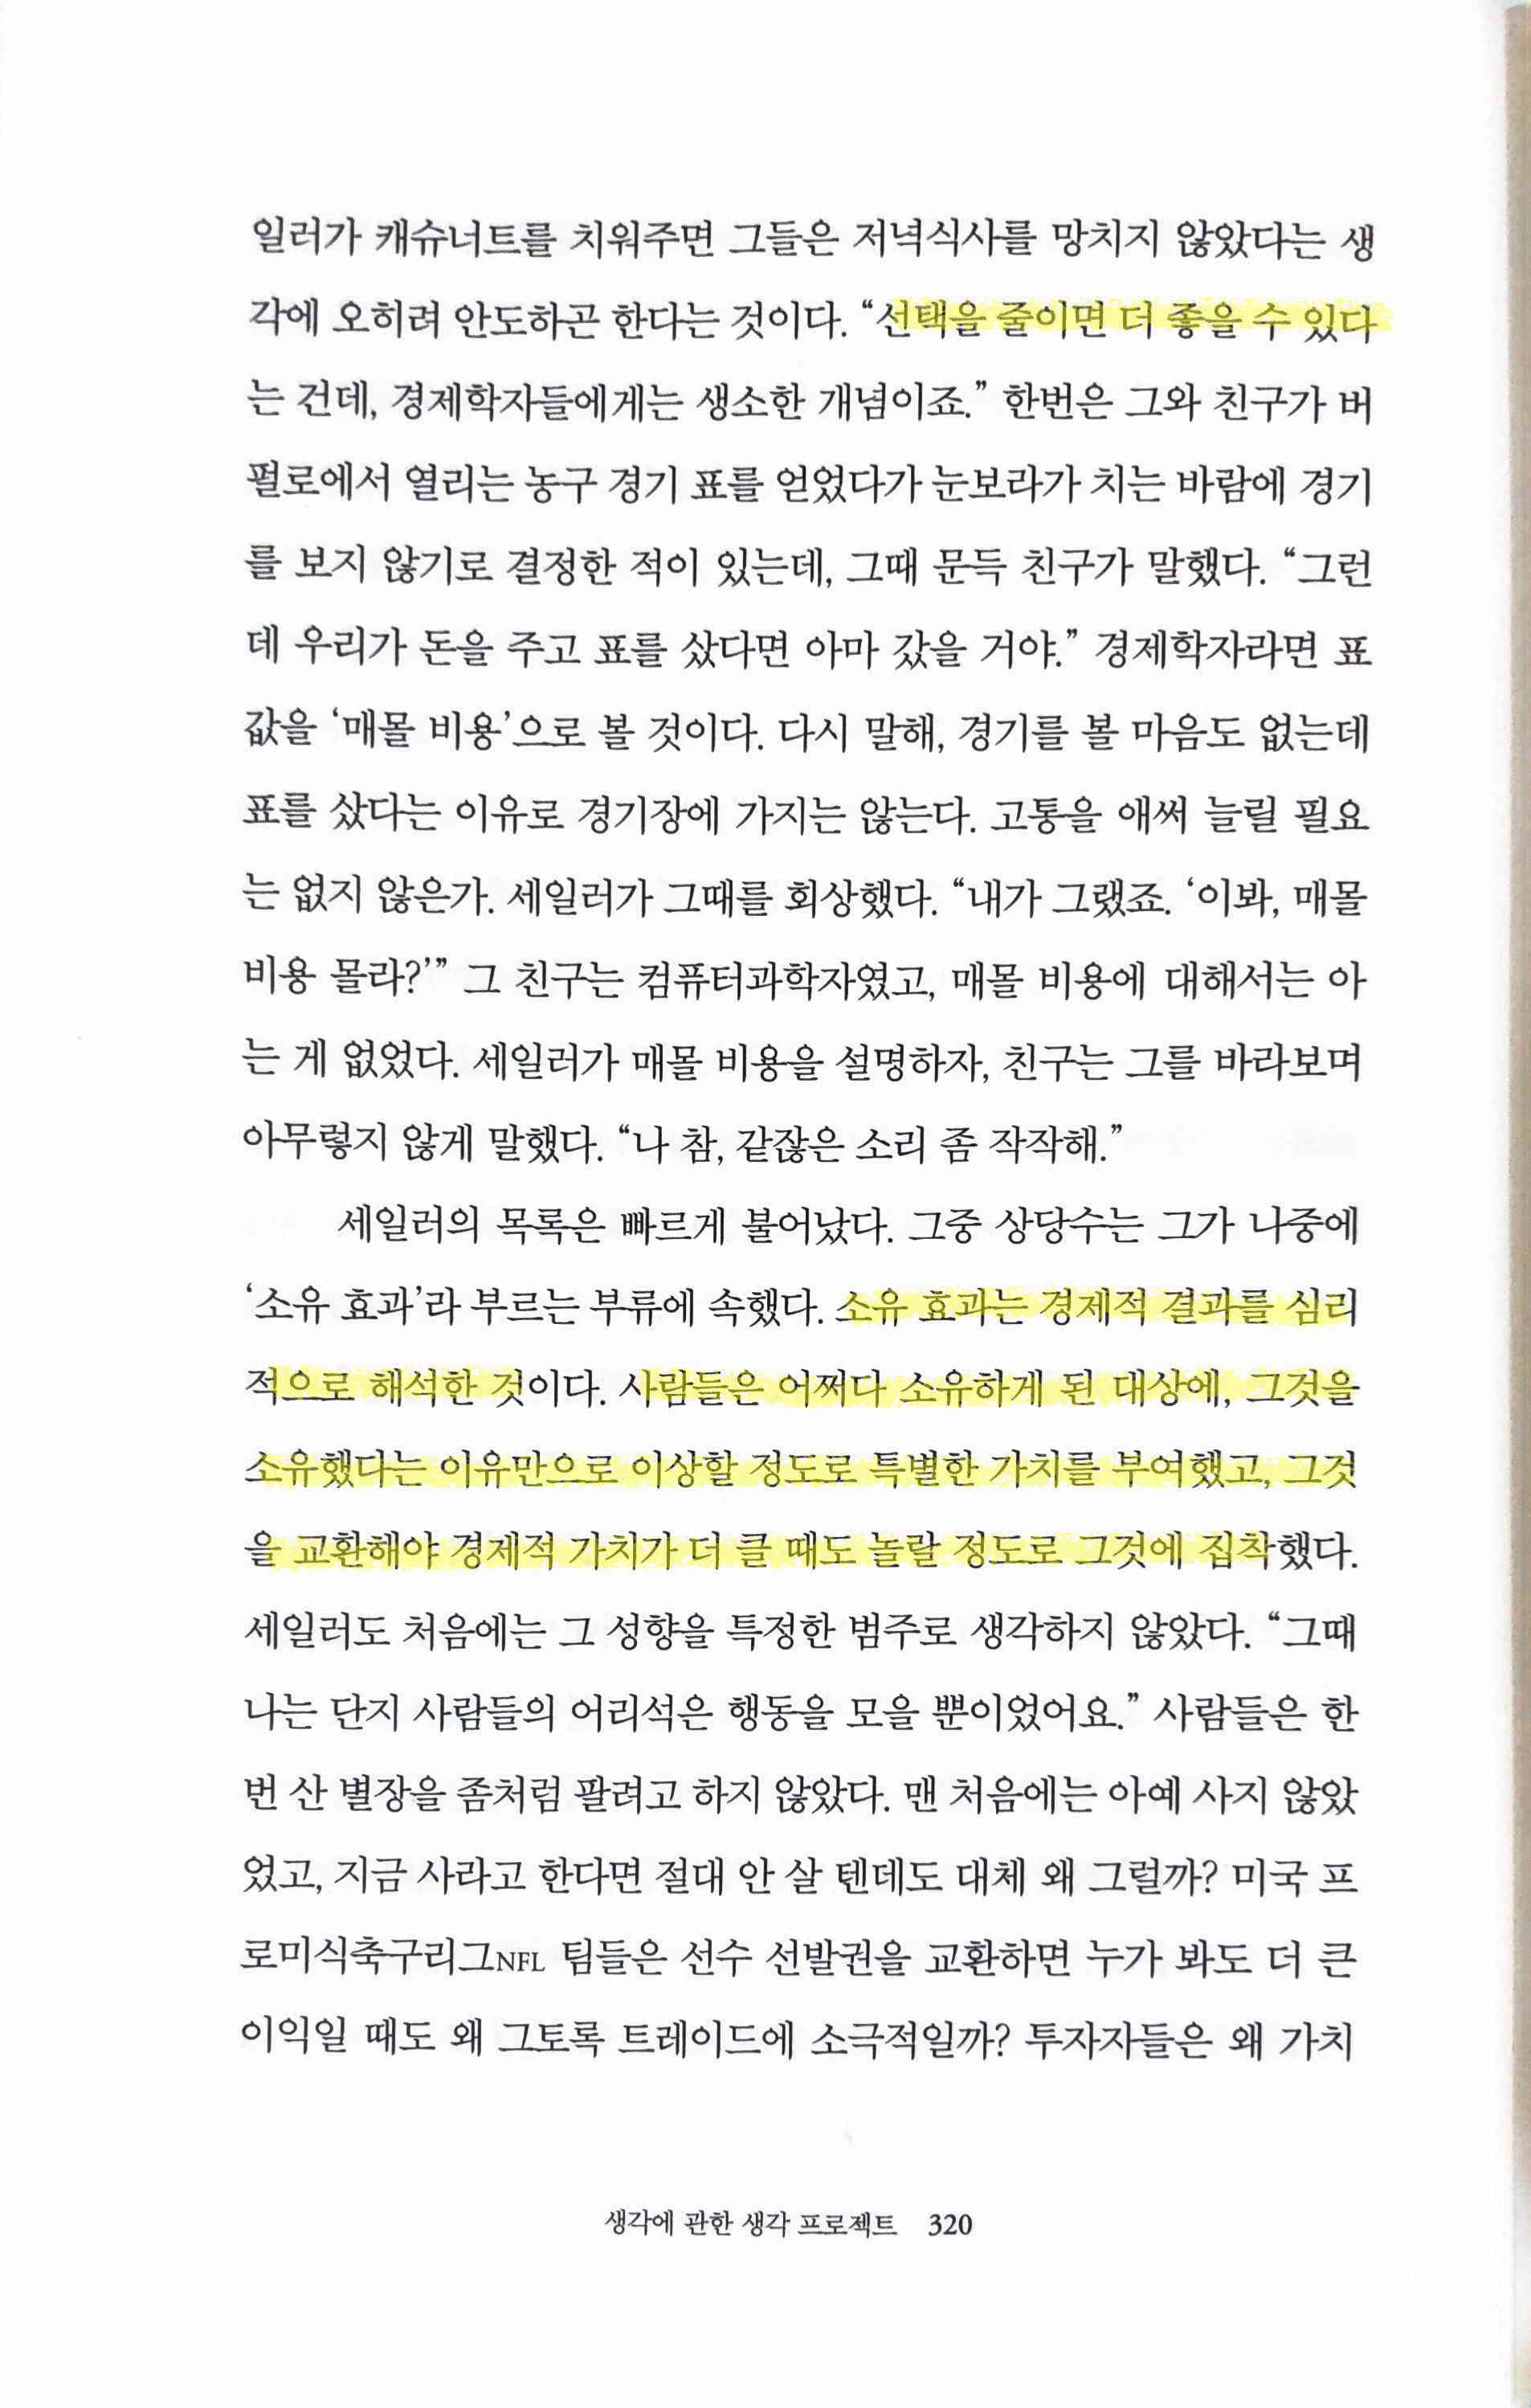 일러가 캐슈너트를 치워주면 그들은 저녁식사를 망치지 않았다는 생
각에 오히려 안도하곤 한다는 것이다. “선택을 줄이면 더 좋을 수 있다
는 건데, 경제학자들에게는 생소한 개념이죠.” 한번은 그와 친구가 버
펄로에서 열리는 농구 경기 표를 얻었다가 눈보라가 치는 바람에 경기
를 보지 않기로 결정한 적이 있는데, 그때 문득 친구가 말했다. “그런
데 우리가 돈을 주고 표를 샀다면 아마 갔을 거야.” 경제학자라면 표
값을 ‘매몰 비용’으로 볼 것이다. 다시 말해, 경기를 볼 마음도 없는데
표를 샀다는 이유로 경기장에 가지는 않는다. 고통을 애써 늘릴 필요
는 없지 않은가. 세일러가 그때를 회상했다. “내가 그랬죠. ‘이봐, 매몰
비용 몰라?’” 그 친구는 컴퓨터과학자였고, 매몰 비용에 대해서는 아
는 게 없었다. 세일러가 매몰 비용을 설명하자, 친구는 그를 바라보며
아무렇지 않게 말했다. “나 참, 같잖은 소리 좀 작작해.”
세일러의 목록은 빠르게 불어났다. 그중 상당수는 그가 나중에
‘소유 효과’라 부르는 부류에 속했다. 소유 효과는 경제적 결과를 심리
적으로 해석한 것이다. 사람들은 어쩌다 소유하게 된 대상에, 그것을
소유했다는 이유만으로 이상할 정도로 특별한 가치를 부여했고, 그것
을 교환해야 경제적 가치가 더 클 때도 놀랄 정도로 그것에 집착했다.
세일러도 처음에는 그 성향을 특정한 범주로 생각하지 않았다. “그때
나는 단지 사람들의 어리석은 행동을 모을 뿐이었어요.” 사람들은 한
번 산 별장을 좀처럼 팔려고 하지 않았다. 맨 처음에는 아예 사지 않았
었고, 지금 사라고 한다면 절대 안 살 텐데도 대체 왜 그럴까? 미국 프
로미식축구리그NFL 팀들은 선수 선발권을 교환하면 누가 봐도 더 큰
이익일 때도 왜 그토록 트레이드에 소극적일까? 투자자들은 왜 가치
생각에 관한 생각 프로젝트 320